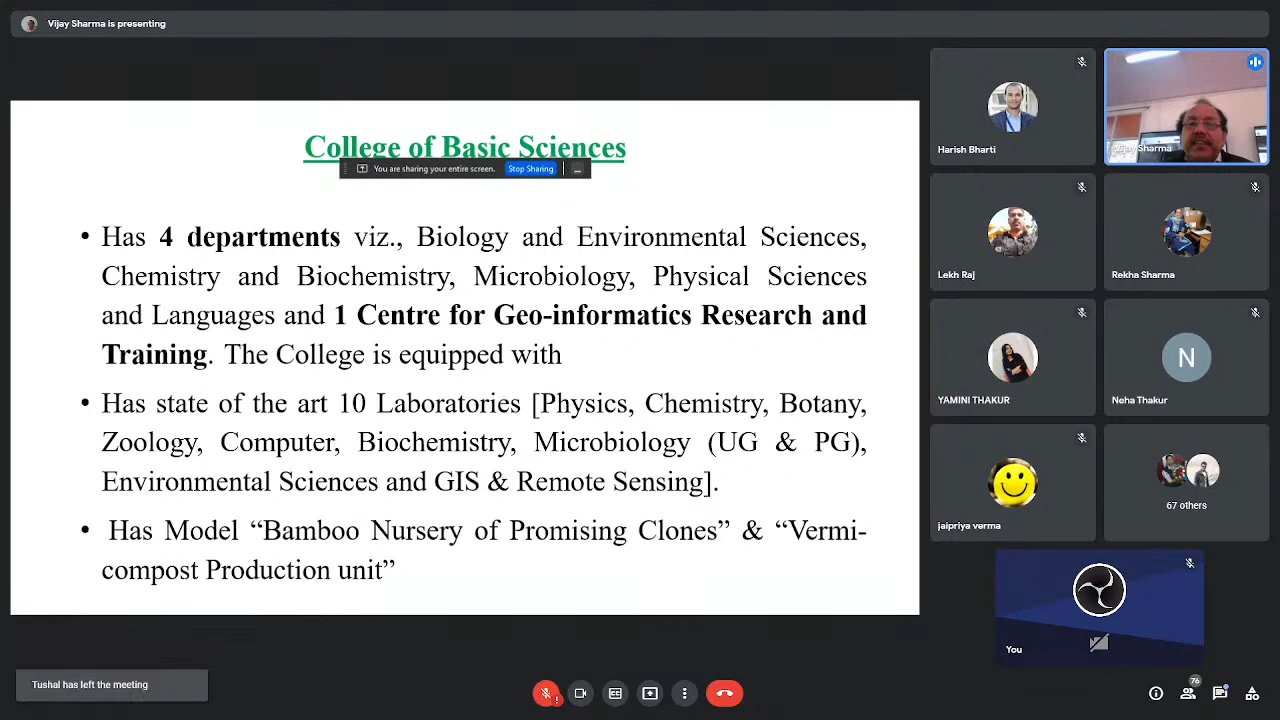 Vijay Sharma is presenting
College of Basic Sciences
You are sharing your entire screen. Stop Sharing
• Has 4 departments viz., Biology and Environmental Sciences,
Chemistry and Biochemistry, Microbiology, Physical Sciences
and Languages and 1 Centre for Geo-informatics Research and
Training. The College is equipped with
• Has state of the art 10 Laboratories [Physics, Chemistry, Botany,
Zoology, Computer, Biochemistry, Microbiology (UG & PG),
Environmental Sciences and GIS & Remote Sensing].
• Has Model “Bamboo Nursery of Promising Clones” & “Vermi-
compost Production unit”
Harish Bharti
Vijay Sharma
Lekh Raj
Rekha Sharma
YAMINI THAKUR
N
Neha Thakur
jaipriya verma
67 others
You
Tushal has left the meeting
76